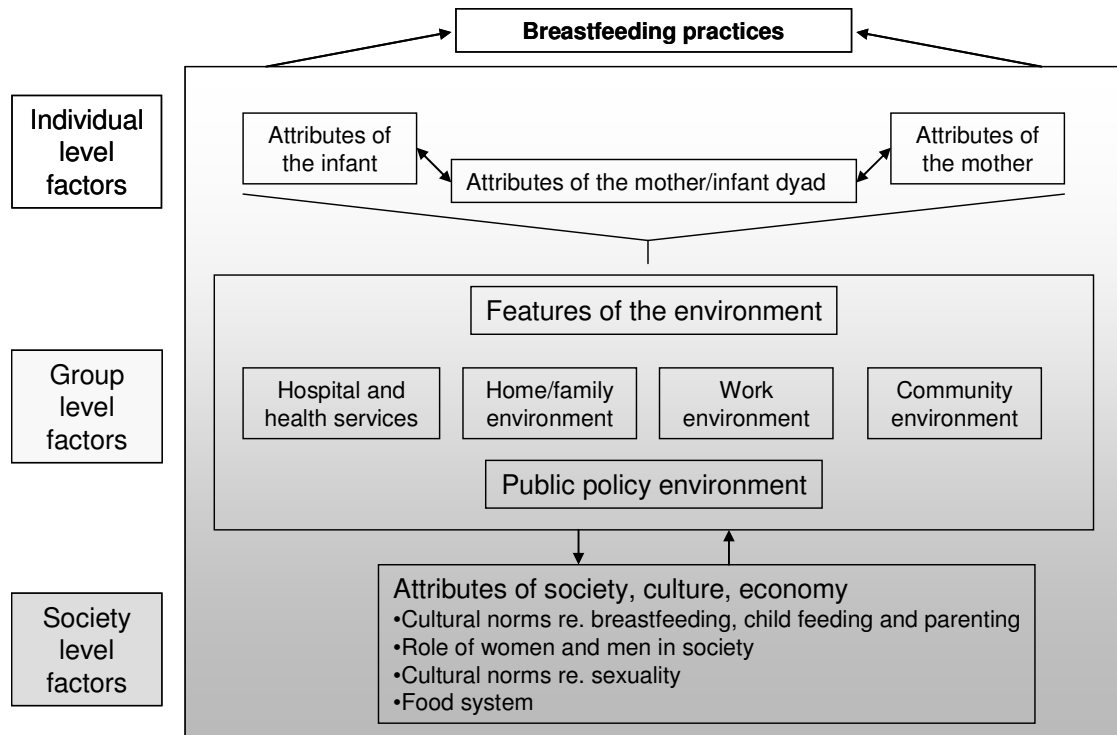 Breastfeeding practices
Individual
level
factors
Attributes of
the infant
Attributes of the mother/infant dyad
Attributes of
the mother
Features of the environment
Group
level
factors
Hospital and
health services
Home/family
environment
Work
environment
Community
environment
Public policy environment
Society
level
factors
Attributes of society, culture, economy
•Cultural norms re. breastfeeding, child feeding and parenting
•Role of women and men in society
•Cultural norms re. sexuality
•Food system